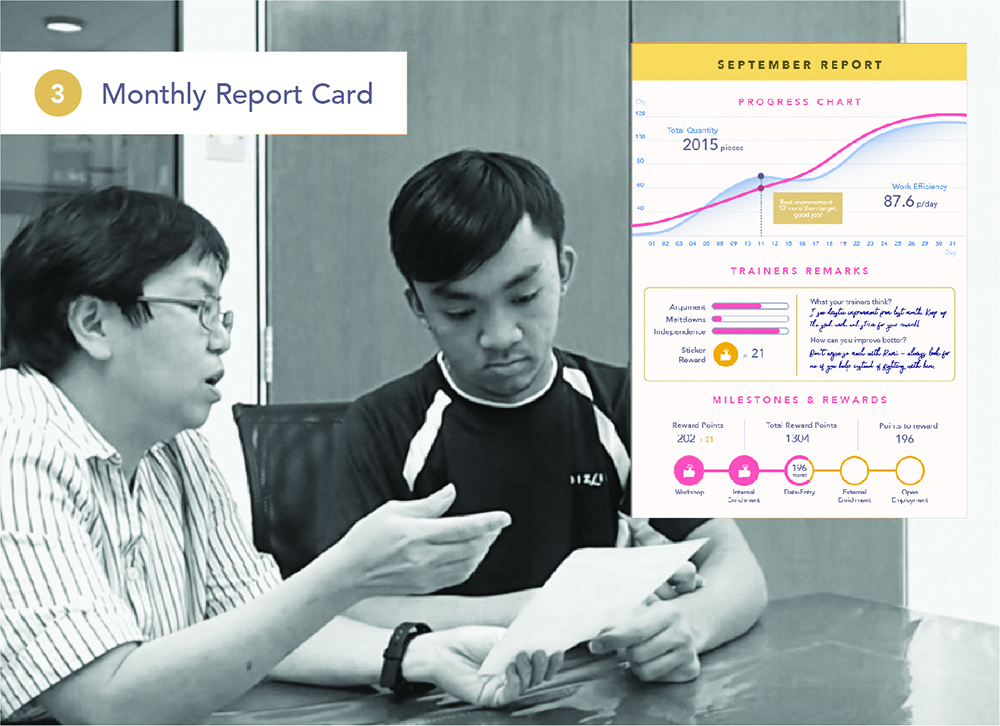 3 Monthly Report Card
SEPTEMBER REPORT
PROGRESS CHART
Qty
120
100
80
60
40
Total Quantity
2015 pieces
Work Efficiency
87.6 p/day
Best improvement
10 more than target,
good job!
01 02 03 04 05 08 09 10 11 12 15 16 17 18 19 22 23 24 25 26 29 30 31
Day
TRAINERS REMARKS
Argument
Meltdowns
Independence
Sticker
Reward
× 21
What your trainers think?
I see drastic improvement from last month. Keep up
the good work and strive for your reward!
How can you improve better?
Don't argue so much with Remi - always look for
me if you help instead of fighting with him.
MILESTONES & REWARDS
Reward Points
202 + 21
Total Reward Points
1304
Points to reward
196
196
more!
Workshop
Internal
Enrichment
Data-Entry
External
Enrichment
Open
Employment